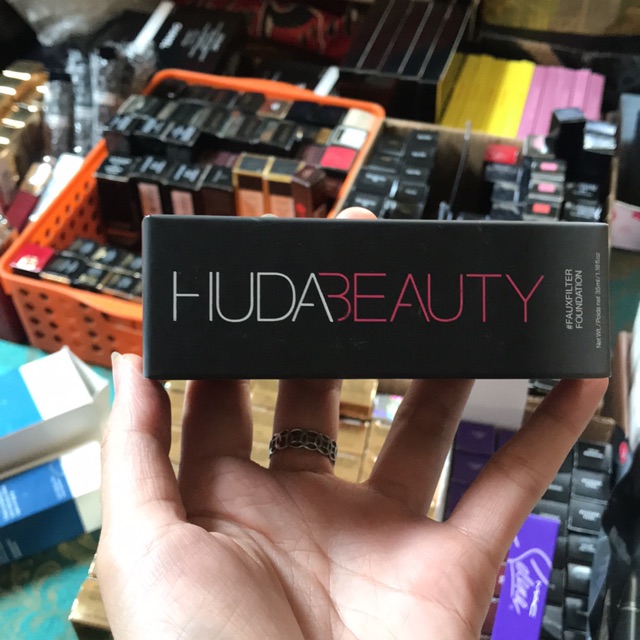 HUDABEAUTY
#FAUXFILTER
FOUNDATION
Net Wt. / Poids net 35ml / 1.18 fl.oz